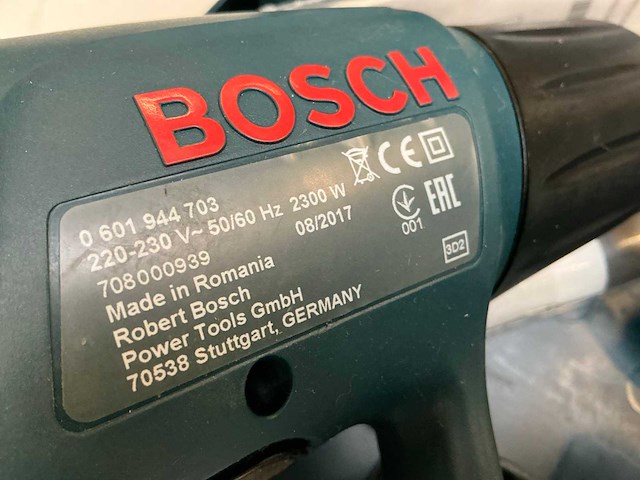 BOSCH
0 601 944 703
220-230 V~ 50/60 Hz 2300 W
708000939 08/2017
Made in Romania
Robert Bosch
Power Tools GmbH
70538 Stuttgart, GERMANY
CE
EAC
001
3D2